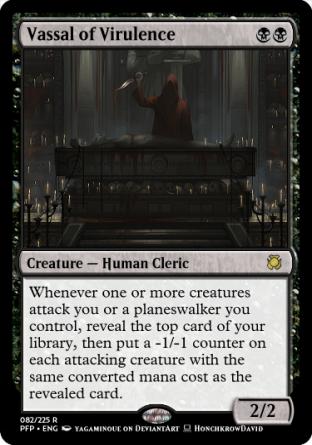 Vassal of Virulence
Creature — Human Cleric
Whenever one or more creatures
attack you or a planeswalker you
control, reveal the top card of your
library, then put a -1/-1 counter on
each attacking creature with the
same converted mana cost as the
revealed card.
2/2
082/225 R
PFP • ENG YAGAMINOUE ON DEVIANTART HONCHKROWDAVID